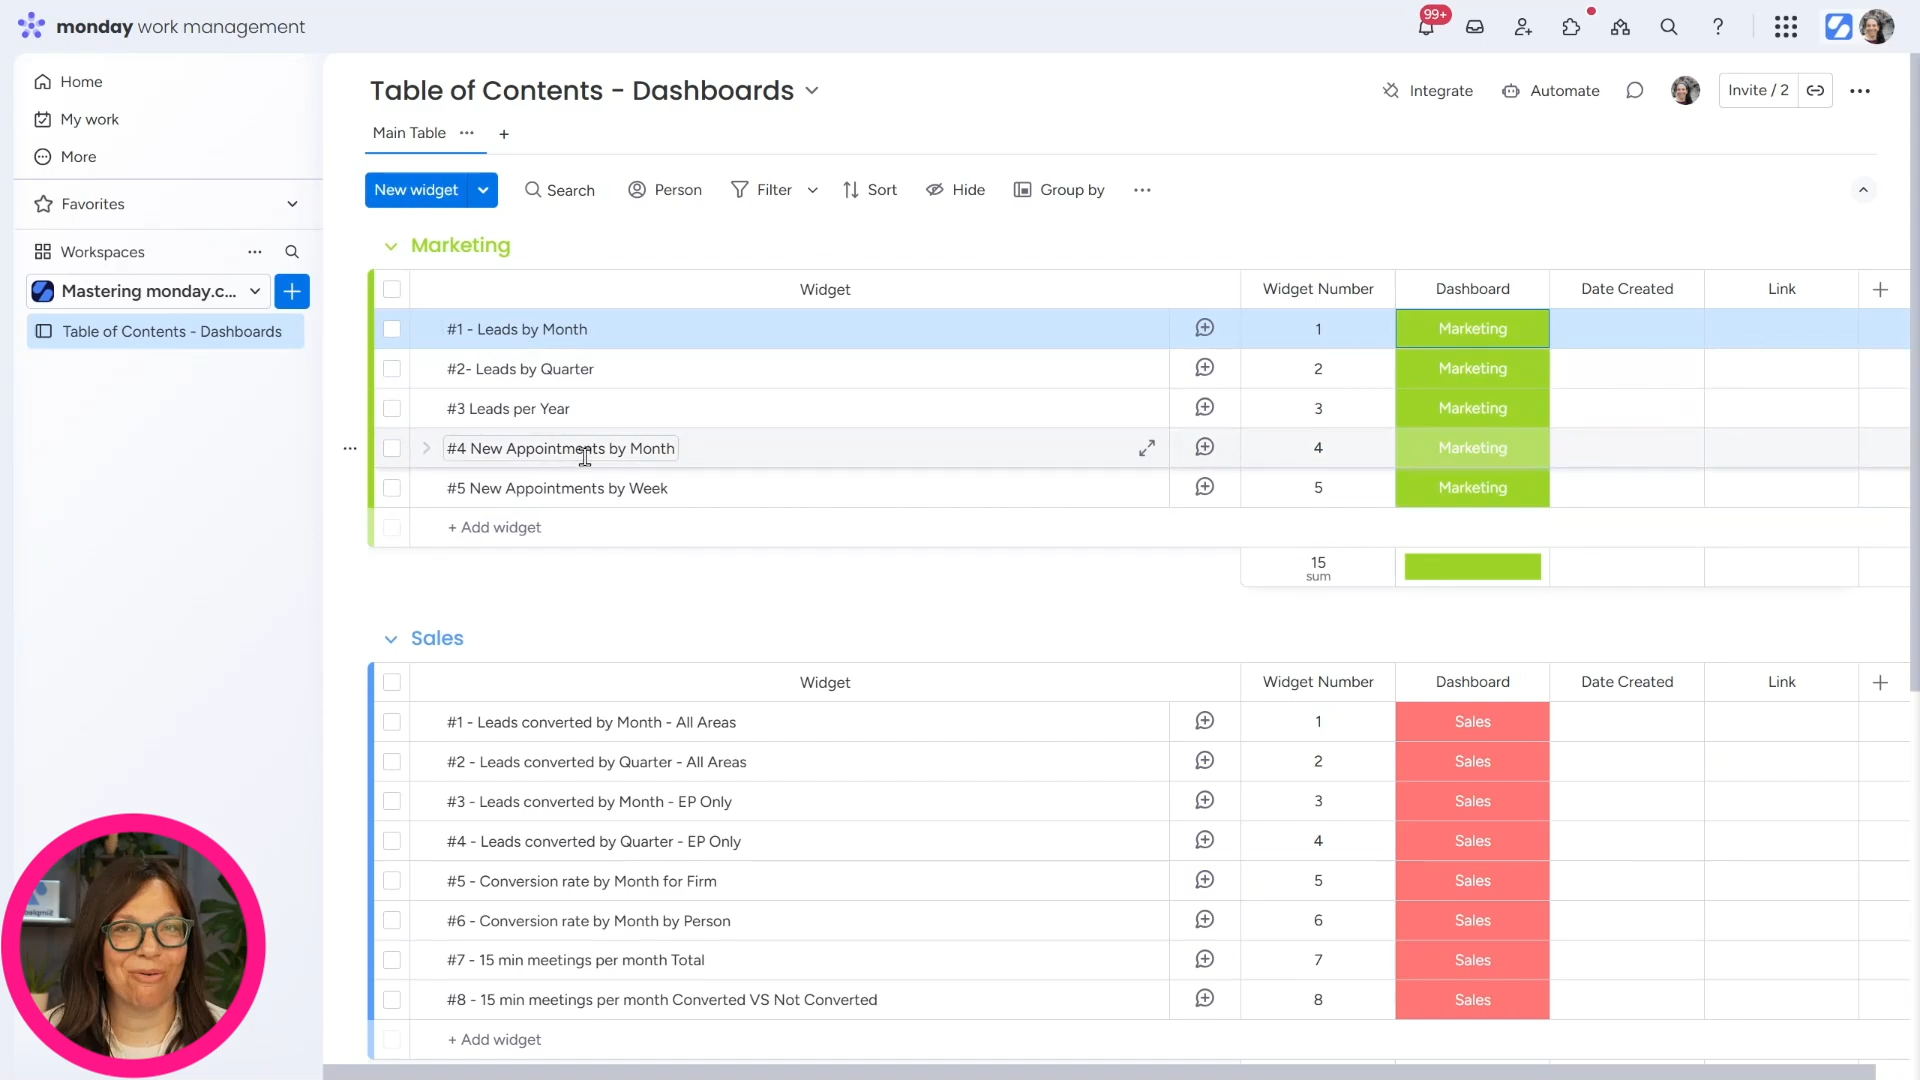 monday work management
99+
Home
My work
More
Favorites
Workspaces
Mastering monday.c...
Table of Contents - Dashboards
Table of Contents - Dashboards
Integrate
Automate
Invite / 2
Main Table
New widget
Search
Person
Filter
Sort
Hide
Group by
Marketing
Widget Widget Number Dashboard Date Created Link
#1 - Leads by Month 1 Marketing
#2- Leads by Quarter 2 Marketing
#3 Leads per Year 3 Marketing
#4 New Appointments by Month 4 Marketing
#5 New Appointments by Week 5 Marketing
+ Add widget
15
sum
Sales
Widget Widget Number Dashboard Date Created Link
#1 - Leads converted by Month - All Areas 1 Sales
#2 - Leads converted by Quarter - All Areas 2 Sales
#3 - Leads converted by Month - EP Only 3 Sales
#4 - Leads converted by Quarter - EP Only 4 Sales
#5 - Conversion rate by Month for Firm 5 Sales
#6 - Conversion rate by Month by Person 6 Sales
#7 - 15 min meetings per month Total 7 Sales
#8 - 15 min meetings per month Converted VS Not Converted 8 Sales
+ Add widget